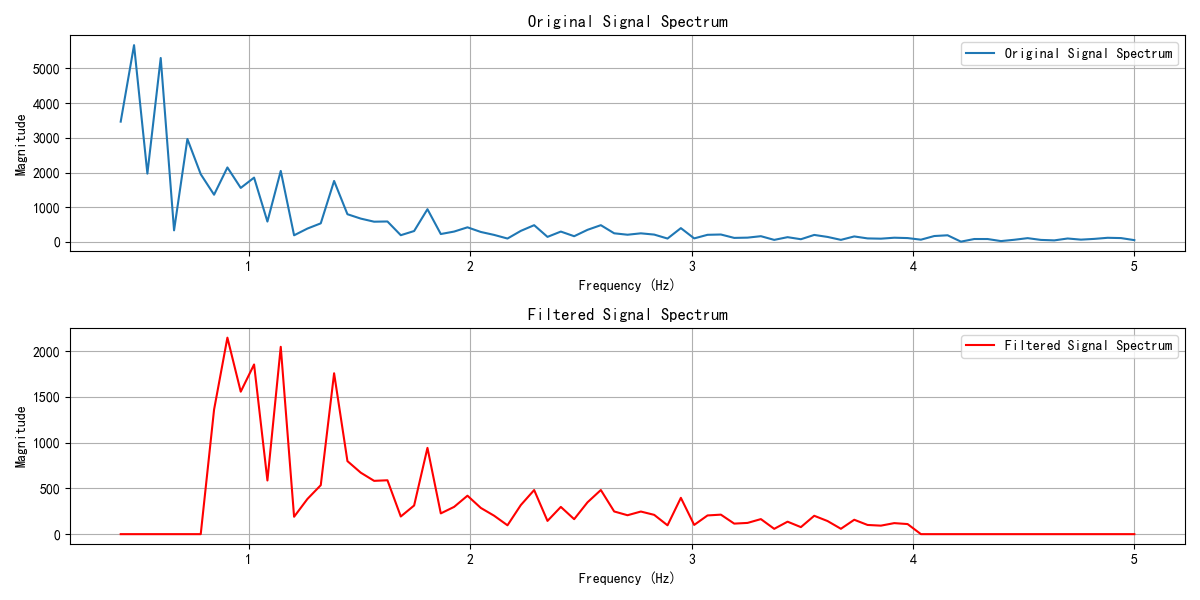 Original Signal Spectrum
Original Signal Spectrum
5000
4000
3000
2000
1000
0
Magnitude
1 2 3 4 5
Frequency (Hz)
Filtered Signal Spectrum
Filtered Signal Spectrum
2000
1500
1000
500
0
Magnitude
1 2 3 4 5
Frequency (Hz)